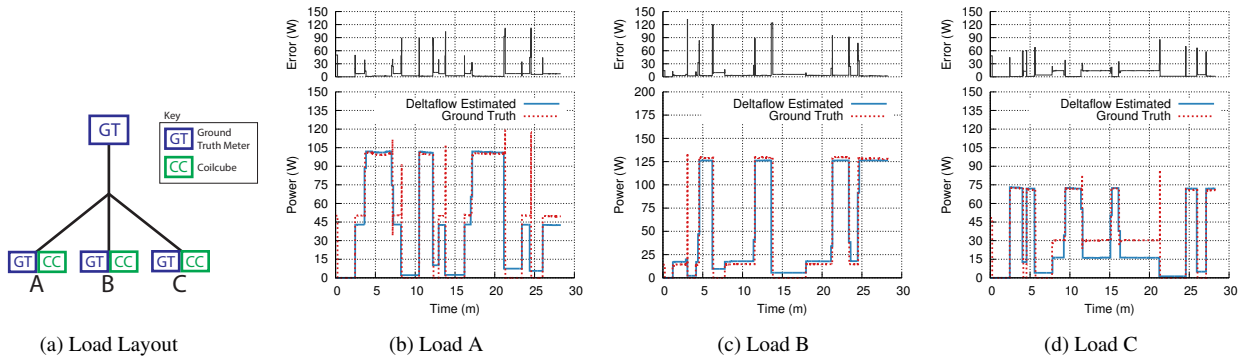 GT
Key
GT Ground Truth Meter
CC Coilcube
GT CC GT CC GT CC
A B C
(a) Load Layout
Error (W)
150
120
90
60
30
0
Power (W)
150
135
120
105
90
75
60
45
30
15
0
Deltaflow Estimated
Ground Truth
0 5 10 15 20 25 30
Time (m)
(b) Load A
Error (W)
150
120
90
60
30
0
Power (W)
200
175
150
125
100
75
50
25
0
Deltaflow Estimated
Ground Truth
0 5 10 15 20 25 30
Time (m)
(c) Load B
Error (W)
150
120
90
60
30
0
Power (W)
150
135
120
105
90
75
60
45
30
15
0
Deltaflow Estimated
Ground Truth
0 5 10 15 20 25 30
Time (m)
(d) Load C